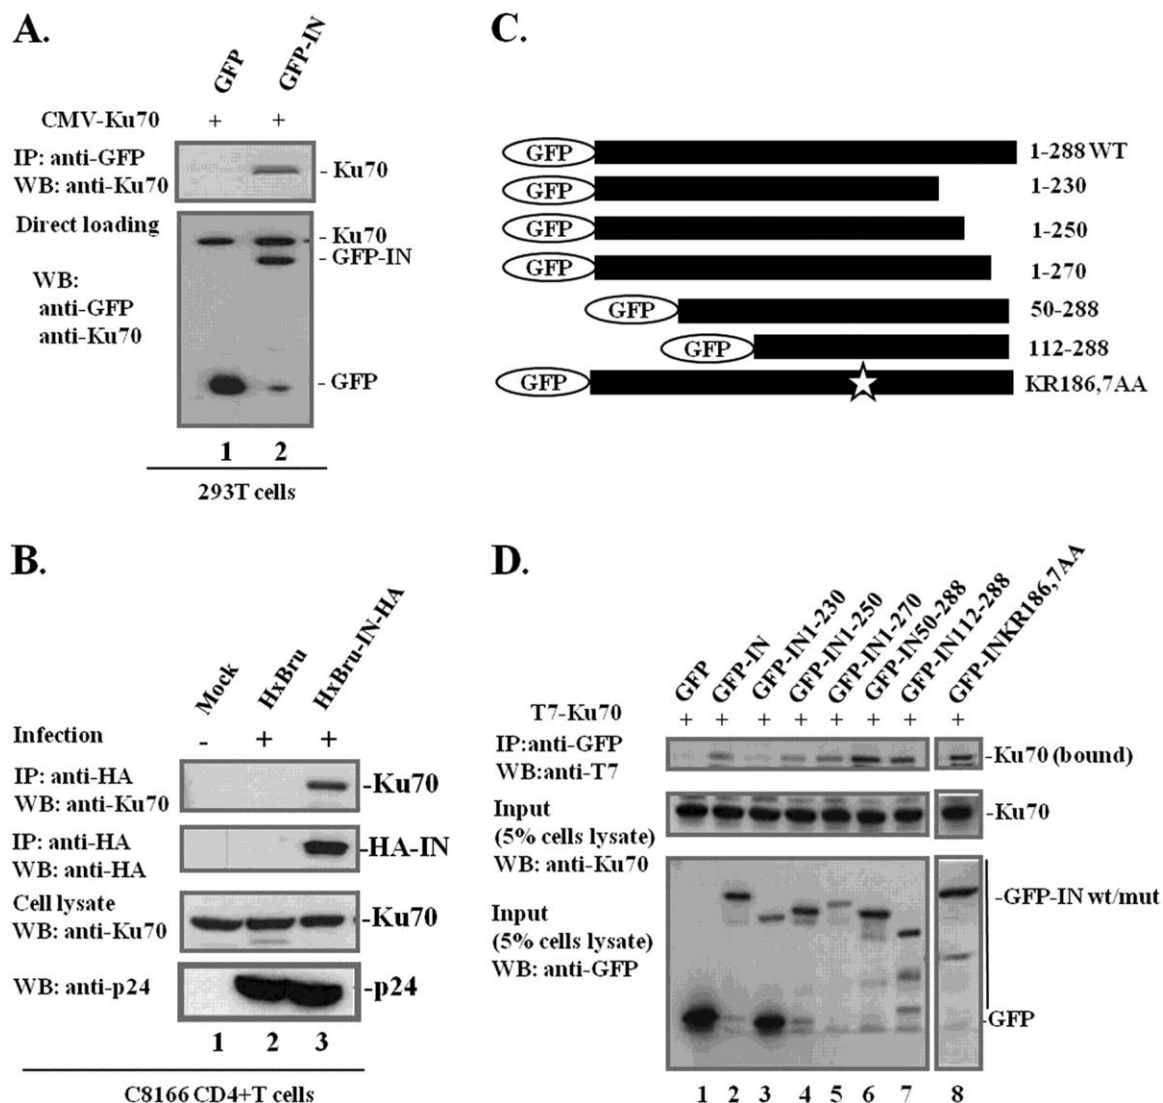 A.
GFP
GFP-IN
CMV-Ku70 + +
IP: anti-GFP
WB: anti-Ku70
- Ku70
Direct loading
- Ku70
- GFP-IN
WB:
anti-GFP
anti-Ku70
- GFP
1 2
293T cells
B.
Mock
HxBru
HxBru-IN-HA
Infection - + +
IP: anti-HA
WB: anti-Ku70
-Ku70
IP: anti-HA
WB: anti-HA
-HA-IN
Cell lysate
WB: anti-Ku70
-Ku70
WB: anti-p24
-p24
1 2 3
C8166 CD4+T cells
C.
GFP 1-288 WT
GFP 1-230
GFP 1-250
GFP 1-270
GFP 50-288
GFP 112-288
GFP KR186,7AA
D.
GFP
GFP-IN
GFP-IN1-230
GFP-IN1-250
GFP-IN1-270
GFP-IN50-288
GFP-IN112-288
GFP-INKR186,7AA
T7-Ku70 + + + + + + + +
IP:anti-GFP
WB:anti-T7
-Ku70 (bound)
Input
(5% cells lysate)
WB: anti-Ku70
-Ku70
Input
(5% cells lysate)
WB: anti-GFP
-GFP-IN wt/mut
-GFP
1 2 3 4 5 6 7 8